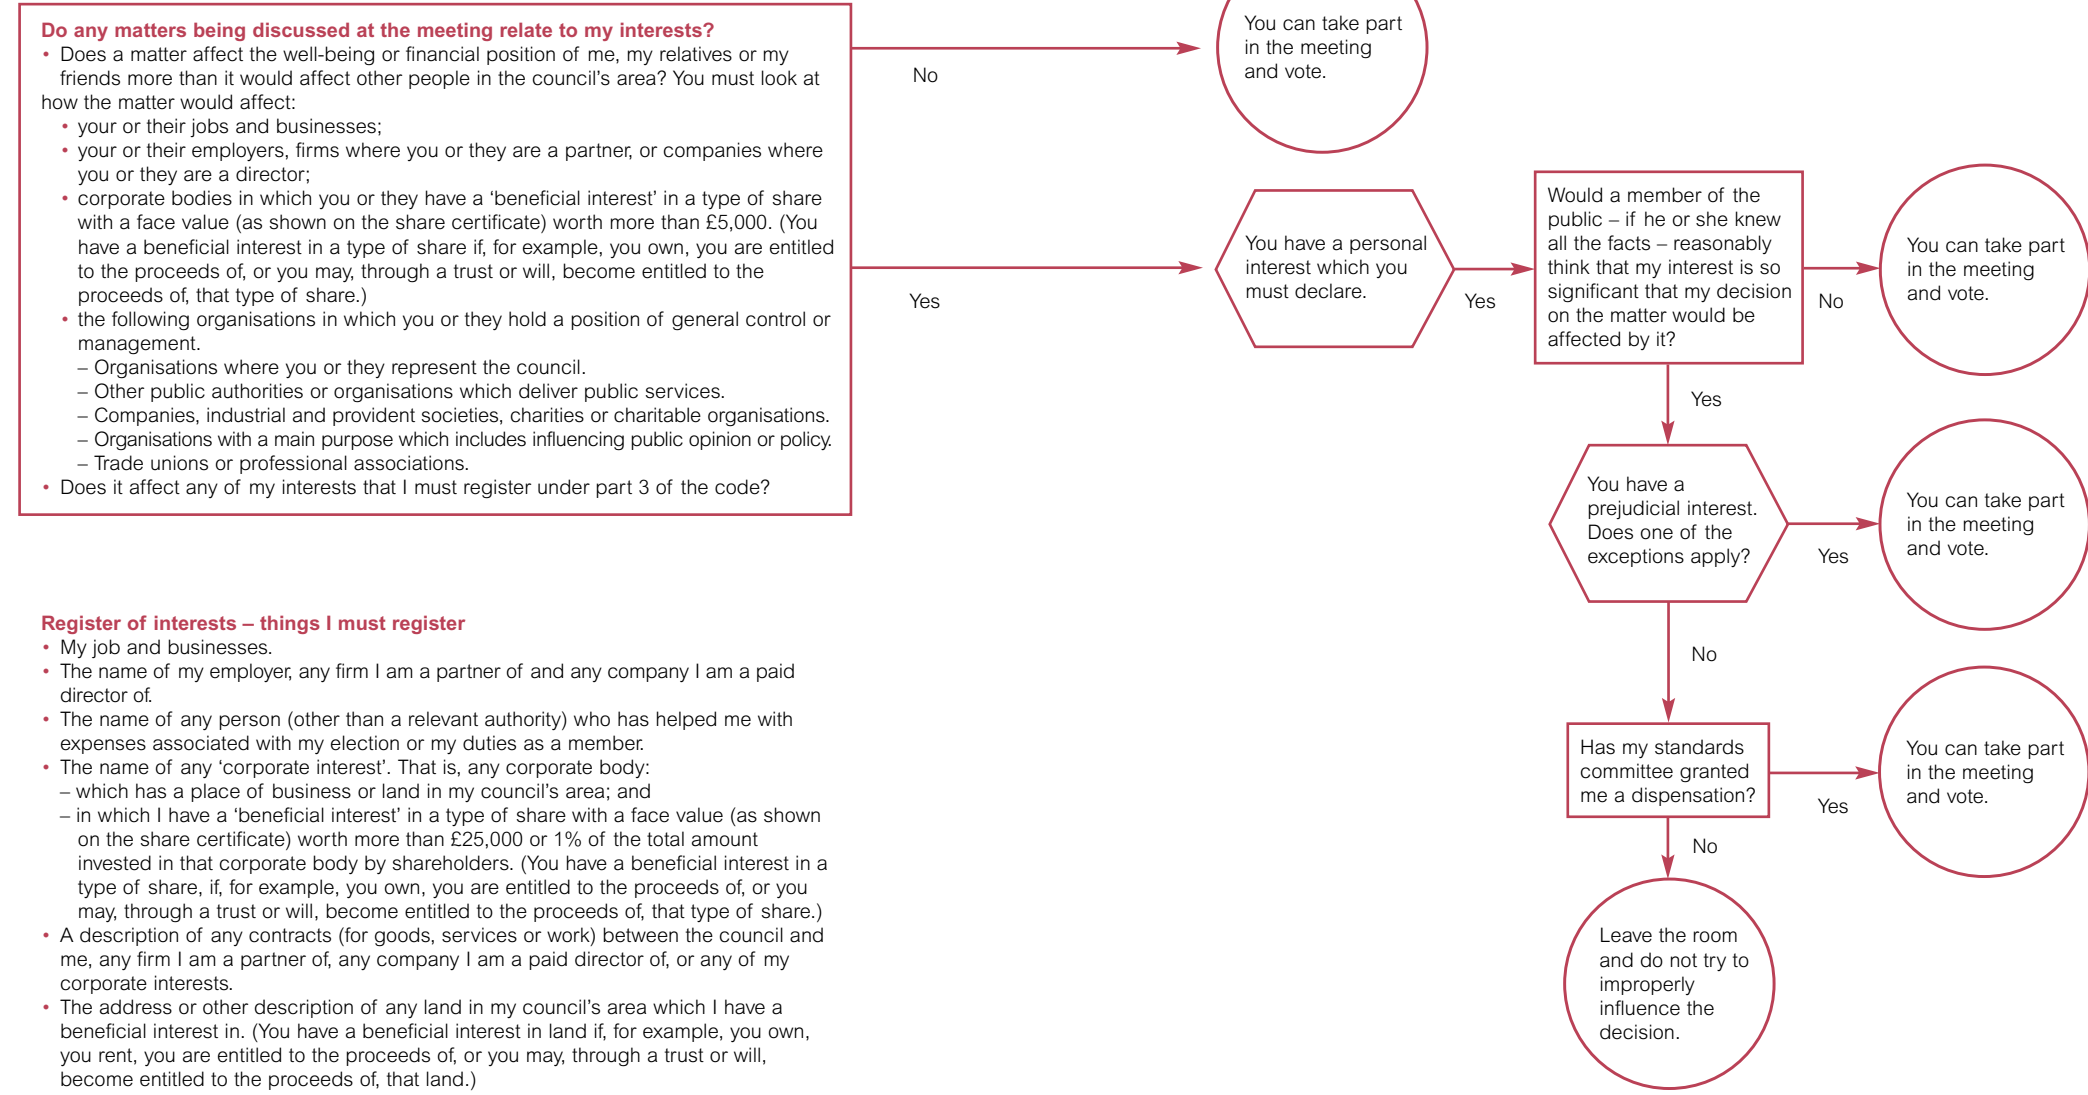 Do any matters being discussed at the meeting relate to my interests?
• Does a matter affect the well-being or financial position of me, my relatives or my
friends more than it would affect other people in the council's area? You must look at
how the matter would affect:
• your or their jobs and businesses;
• your or their employers, firms where you or they are a partner, or companies where
you or they are a director;
• corporate bodies in which you or they have a ‘beneficial interest’ in a type of share
with a face value (as shown on the share certificate) worth more than £5,000. (You
have a beneficial interest in a type of share if, for example, you own, you are entitled
to the proceeds of, or you may, through a trust or will, become entitled to the
proceeds of, that type of share.)
• the following organisations in which you or they hold a position of general control or
management.
– Organisations where you or they represent the council.
– Other public authorities or organisations which deliver public services.
– Companies, industrial and provident societies, charities or charitable organisations.
– Organisations with a main purpose which includes influencing public opinion or policy.
– Trade unions or professional associations.
• Does it affect any of my interests that I must register under part 3 of the code?
No
You can take part
in the meeting
and vote.
Yes
You have a personal
interest which you
must declare.
Yes
Would a member of the
public – if he or she knew
all the facts – reasonably
think that my interest is so
significant that my decision
on the matter would be
affected by it?
No
You can take part
in the meeting
and vote.
Yes
You have a
prejudicial interest.
Does one of the
exceptions apply?
Yes
You can take part
in the meeting
and vote.
No
Has my standards
committee granted
me a dispensation?
Yes
You can take part
in the meeting
and vote.
No
Leave the room
and do not try to
improperly
influence the
decision.
Register of interests – things I must register
• My job and businesses.
• The name of my employer, any firm I am a partner of and any company I am a paid
director of.
• The name of any person (other than a relevant authority) who has helped me with
expenses associated with my election or my duties as a member.
• The name of any ‘corporate interest’. That is, any corporate body:
– which has a place of business or land in my council's area; and
– in which I have a ‘beneficial interest’ in a type of share with a face value (as shown
on the share certificate) worth more than £25,000 or 1% of the total amount
invested in that corporate body by shareholders. (You have a beneficial interest in a
type of share, if, for example, you own, you are entitled to the proceeds of, or you
may, through a trust or will, become entitled to the proceeds of, that type of share.)
• A description of any contracts (for goods, services or work) between the council and
me, any firm I am a partner of, any company I am a paid director of, or any of my
corporate interests.
• The address or other description of any land in my council's area which I have a
beneficial interest in. (You have a beneficial interest in land if, for example, you own,
you rent, you are entitled to the proceeds of, or you may, through a trust or will,
become entitled to the proceeds of, that land.)